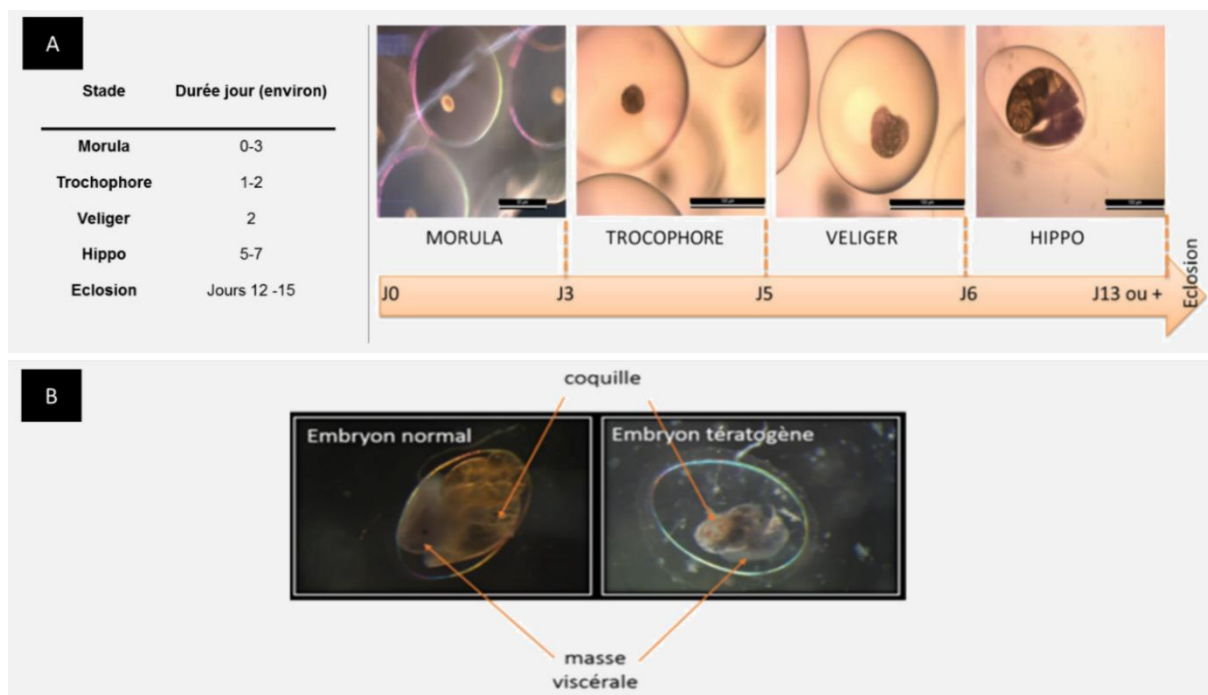 A
Stade Durée jour (environ)
Morula 0-3
Trochophore 1-2
Veliger 2
Hippo 5-7
Eclosion Jours 12 -15
MORULA TROCOPHORE VELIGER HIPPO
J0 J3 J5 J6 J13 ou +
Eclosion
B
coquille
Embryon normal Embryon tératogène
masse
viscérale